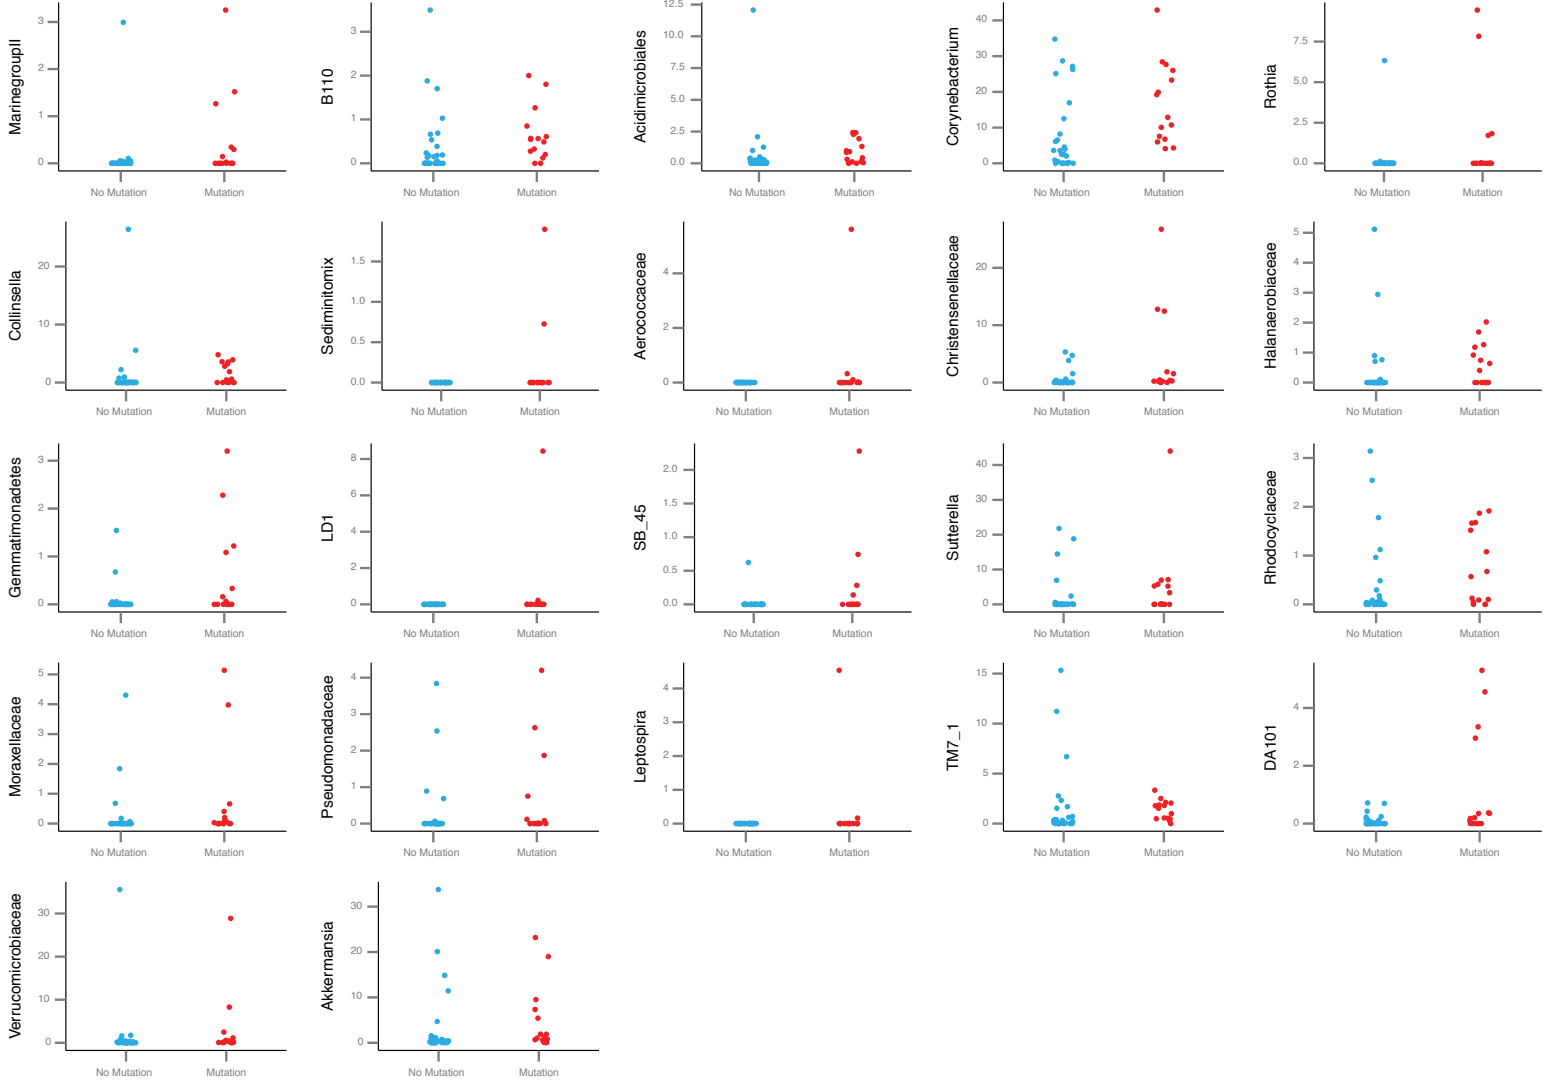 MarinegroupII
3
2
1
0
No Mutation
Mutation
B110
3
2
1
0
No Mutation
Mutation
Acidimicrobiales
12.5
10.0
7.5
5.0
2.5
0.0
No Mutation
Mutation
Corynebacterium
40
30
20
10
0
No Mutation
Mutation
Rothia
7.5
5.0
2.5
0.0
No Mutation
Mutation
Collinsella
20
10
0
No Mutation
Mutation
Sediminitomix
1.5
1.0
0.5
0.0
No Mutation
Mutation
Aerococcaceae
4
2
0
No Mutation
Mutation
Christensenellaceae
20
10
0
No Mutation
Mutation
Halanaerobiaceae
5
4
3
2
1
0
No Mutation
Mutation
Gemmatimonadetes
3
2
1
0
No Mutation
Mutation
LD1
8
6
4
2
0
No Mutation
Mutation
SB_45
2.0
1.5
1.0
0.5
0.0
No Mutation
Mutation
Sutterella
40
30
20
10
0
No Mutation
Mutation
Rhodocyclaceae
3
2
1
0
No Mutation
Mutation
Moraxellaceae
5
4
3
2
1
0
No Mutation
Mutation
Pseudomonadaceae
4
3
2
1
0
No Mutation
Mutation
Leptospira
4
3
2
1
0
No Mutation
Mutation
TM7_1
15
10
5
0
No Mutation
Mutation
DA101
4
2
0
No Mutation
Mutation
Verrucomicrobiaceae
30
20
10
0
No Mutation
Mutation
Akkermansia
30
20
10
0
No Mutation
Mutation